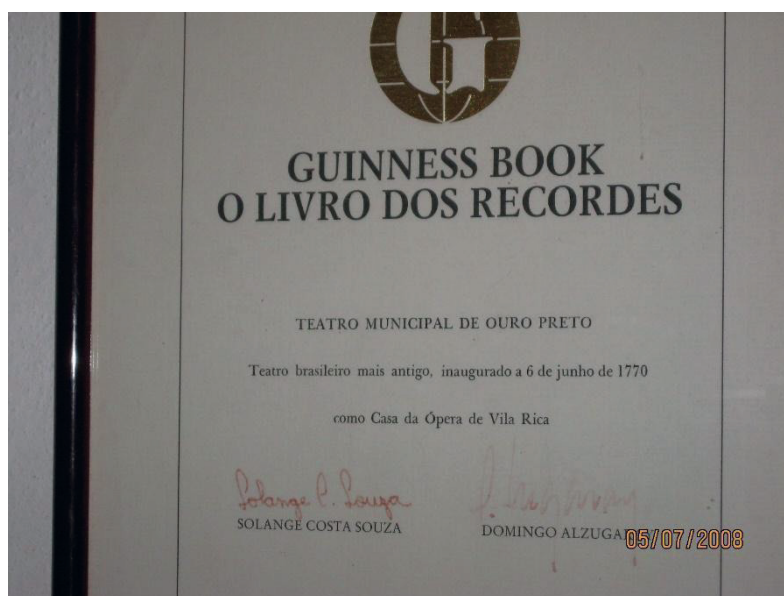 GUINNESS BOOK
O LIVRO DOS RECORDES
TEATRO MUNICIPAL DE OURO PRETO
Teatro brasileiro mais antigo, inaugurado a 6 de junho de 1770
como Casa da Ópera de Vila Rica
Solange C. Souza
SOLANGE COSTA SOUZA
DOMINGO
05/07/2008